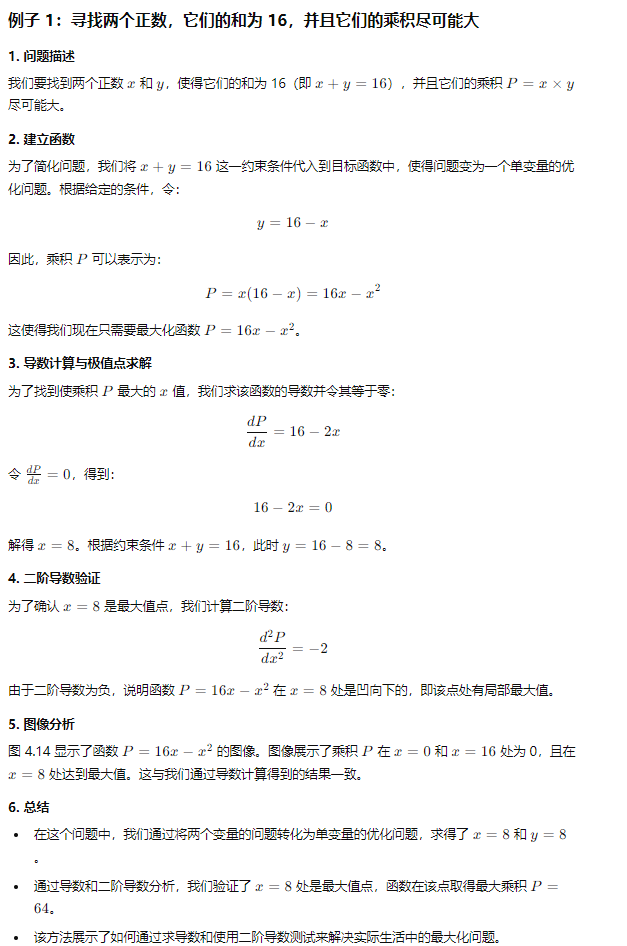 例子 1：寻找两个正数，它们的和为 16，并且它们的乘积尽可能大
1. 问题描述
我们要找到两个正数 x 和 y，使得它们的和为 16（即 x + y = 16），并且它们的乘积 P = x × y
尽可能大。
2. 建立函数
为了简化问题，我们将 x + y = 16 这一约束条件代入到目标函数中，使得问题变为一个单变量的优
化问题。根据给定的条件，令：
y = 16 − x
因此，乘积 P 可以表示为：
P = x(16 − x) = 16x − x²
这使得我们现在只需要最大化函数 P = 16x − x²。
3. 导数计算与极值点求解
为了找到使乘积 P 最大的 x 值，我们求该函数的导数并令其等于零：
dP/dx = 16 − 2x
令 dP/dx = 0，得到：
16 − 2x = 0
解得 x = 8。根据约束条件 x + y = 16，此时 y = 16 − 8 = 8。
4. 二阶导数验证
为了确认 x = 8 是最大值点，我们计算二阶导数：
d²P/dx² = −2
由于二阶导数为负，说明函数 P = 16x − x² 在 x = 8 处是凹向下的，即该点处有局部最大值。
5. 图像分析
图 4.14 显示了函数 P = 16x − x² 的图像。图像展示了乘积 P 在 x = 0 和 x = 16 处为 0，且在
x = 8 处达到最大值。这与我们通过导数计算得到的结果一致。
6. 总结
• 在这个问题中，我们通过将两个变量的问题转化为单变量的优化问题，求得了 x = 8 和 y = 8
。
• 通过导数和二阶导数分析，我们验证了 x = 8 处是最大值点，函数在该点取得最大乘积 P =
64。
• 该方法展示了如何通过求导数和使用二阶导数测试来解决实际生活中的最大化问题。